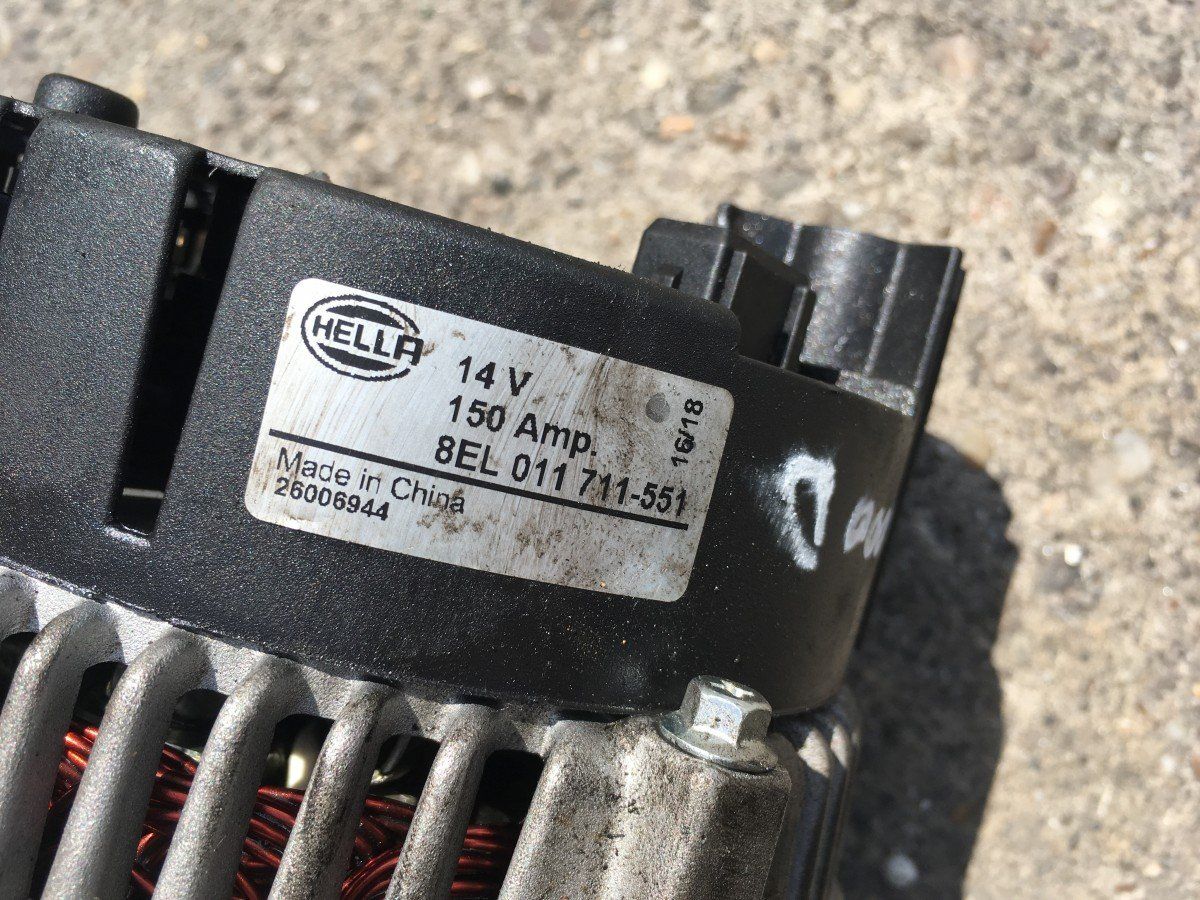 HELLA
14 V
150 Amp.
8EL 011 711-551
16/18
Made in China
26006944